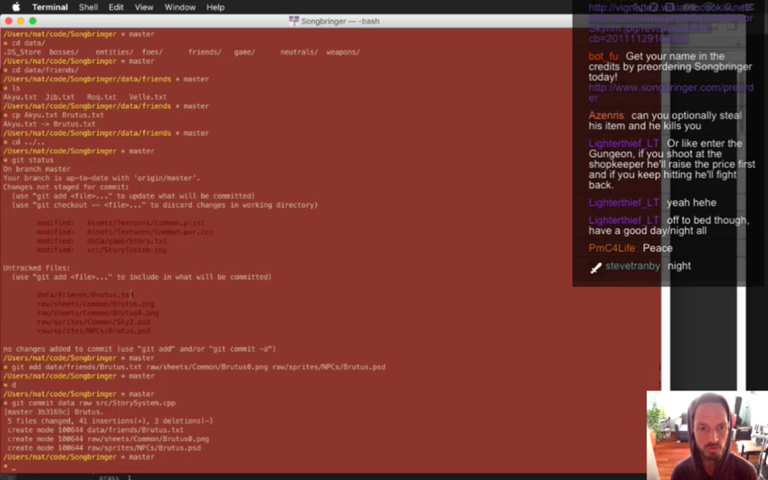 Terminal Shell Edit View Window Help
Songbringer — -bash
/Users/nat/code/Songbringer * master
* cd data/
.DS_Store bosses/ entities/ foes/ friends/ game/ neutrals/ weapons/
/Users/nat/code/Songbringer * master
* cd data/friends/
/Users/nat/code/Songbringer/data/friends * master
* ls
Akyu.txt Jib.txt Roq.txt Velle.txt
/Users/nat/code/Songbringer/data/friends * master
* cp Akyu.txt Brutus.txt
Akyu.txt -> Brutus.txt
/Users/nat/code/Songbringer/data/friends * master
* cd ../..
/Users/nat/code/Songbringer * master
* git status
On branch master
Your branch is up-to-date with 'origin/master'.
Changes not staged for commit:
(use "git add <file>..." to update what will be committed)
(use "git checkout -- <file>..." to discard changes in working directory)
modified: Assets/Textures/Common.plist
modified: Assets/Textures/Common.pvr.ccz
modified: data/game/Story.txt
modified: src/StorySystem.cpp
Untracked files:
(use "git add <file>..." to include in what will be committed)
data/friends/Brutus.txt
raw/sheets/Common/Brutus.png
raw/sheets/Common/Brutus0.png
raw/sprites/Common/Sky2.psd
raw/sprites/NPCs/Brutus.psd
no changes added to commit (use "git add" and/or "git commit -a")
/Users/nat/code/Songbringer * master
* git add data/friends/Brutus.txt raw/sheets/Common/Brutus0.png raw/sprites/NPCs/Brutus.psd
/Users/nat/code/Songbringer * master
* d
/Users/nat/code/Songbringer * master
* git commit data raw src/StorySystem.cpp
[master 3b3169c] Brutus.
5 files changed, 41 insertions(+), 3 deletions(-)
create mode 100644 data/friends/Brutus.txt
create mode 100644 raw/sheets/Common/Brutus0.png
create mode 100644 raw/sprites/NPCs/Brutus.psd
/Users/nat/code/Songbringer * master
* _
grass 1
bot_fu Get your name in the
credits by preordering Songbringer
today!
http://www.songbringer.com/preord
er
Azenris can you optionally steal
his item and he kills you
Lighterthief_LT Or like enter the
Gungeon, if you shoot at the
shopkeeper he'll raise the price first
and if you keep hitting he'll fight
back.
Lighterthief_LT yeah hehe
Lighterthief_LT off to bed though,
have a good day/night all
PmC4Life Peace
stevetranby night